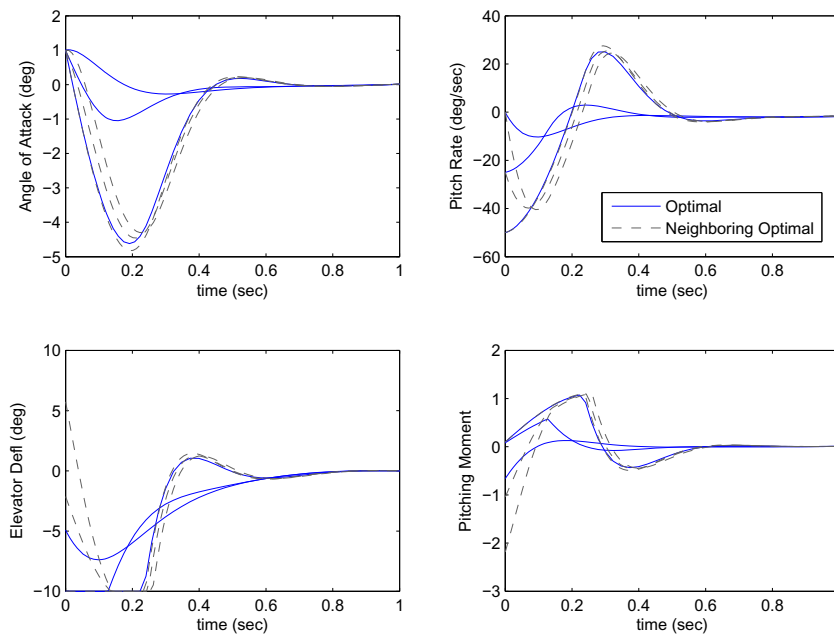 2
1
0
−1
−2
−3
−4
−5
Angle of Attack (deg)
0 0.2 0.4 0.6 0.8 1
time (sec)
40
20
0
−20
−40
−60
Pitch Rate (deg/sec)
0 0.2 0.4 0.6 0.8
time (sec)
Optimal
Neighboring Optimal
10
5
0
−5
−10
Elevator Defl (deg)
0 0.2 0.4 0.6 0.8 1
time (sec)
2
1
0
−1
−2
−3
Pitching Moment
0 0.2 0.4 0.6 0.8
time (sec)